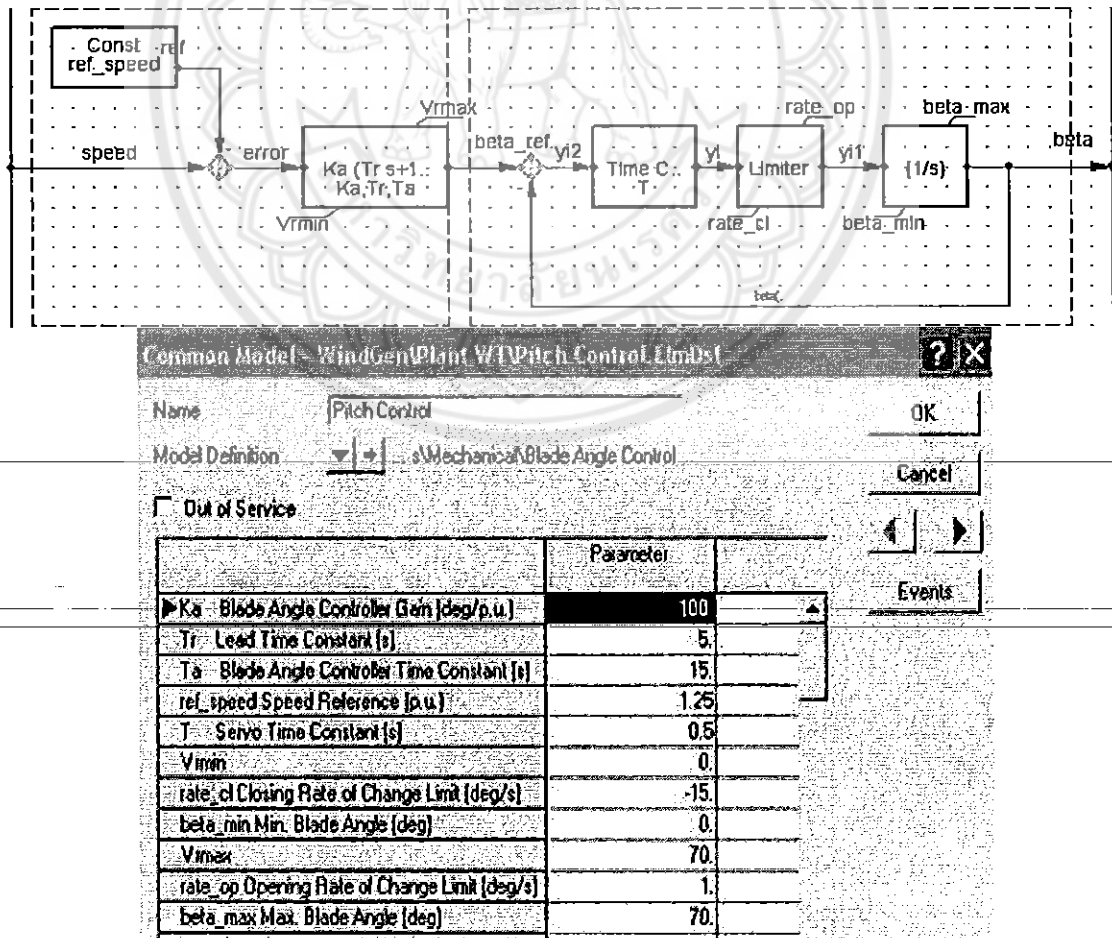 Const
ref
ref_speed
Vrmax
rate_op
beta_max
speed
error
Ka (Tr s+1..
Ka,Tr,Ta
Vrmin
beta_ref
yi2
Time C..
T
yi
Limiter
yi1
{1/s}
beta
rate_cl
beta_min
Common Model - WindGen\Plant WT\Pitch Control.ElmDsl
? X
Name
Pitch Control
OK
Model Definition
... s\Mechanical\Blade Angle Control
Cancel
Out of Service
Events
Parameter
Ka Blade Angle Controller Gain [deg/p.u.] 100
Tr Lead Time Constant [s] 5.
Ta Blade Angle Controller Time Constant [s] 15.
ref_speed Speed Reference [p.u.] 1.25
T Servo Time Constant [s] 0.5
Vrmin 0.
rate_cl Closing Rate of Change Limit [deg/s] -15.
beta_min Min. Blade Angle [deg] 0.
Vrmax 70.
rate_op Opening Rate of Change Limit [deg/s] 1.
beta_max Max. Blade Angle [deg] 70.